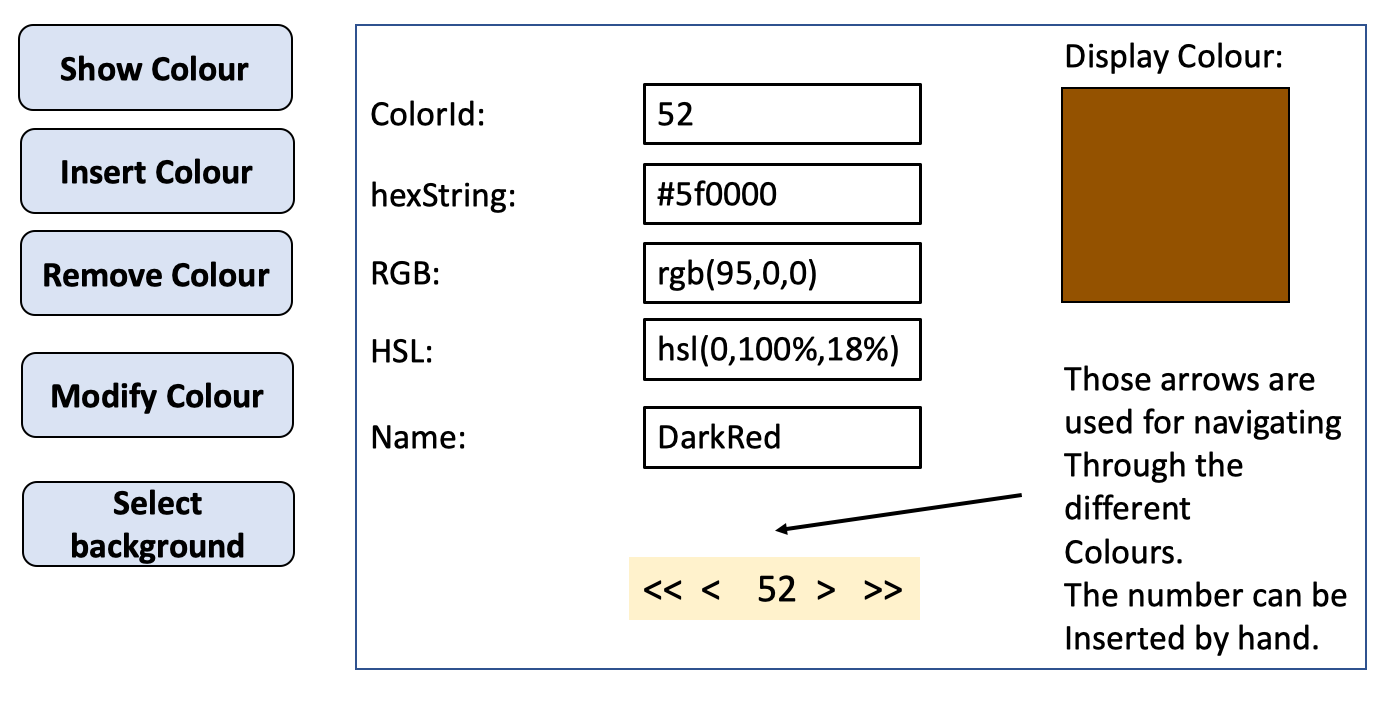 Show Colour
Insert Colour
Remove Colour
Modify Colour
Select
background
ColorId:
52
hexString:
#5f0000
RGB:
rgb(95,0,0)
HSL:
hsl(0,100%,18%)
Name:
DarkRed
<< < 52 > >>
Display Colour:
Those arrows are
used for navigating
Through the
different
Colours.
The number can be
Inserted by hand.